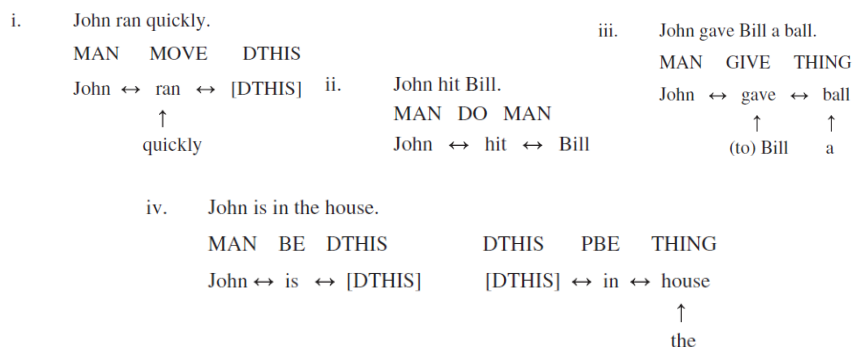 i. John ran quickly.
MAN MOVE DTHIS
John ↔ ran ↔ [DTHIS]
↑
quickly
ii. John hit Bill.
MAN DO MAN
John ↔ hit ↔ Bill
iii. John gave Bill a ball.
MAN GIVE THING
John ↔ gave ↔ ball
↑ ↑
(to) Bill a
iv. John is in the house.
MAN BE DTHIS DTHIS PBE THING
John ↔ is ↔ [DTHIS] [DTHIS] ↔ in ↔ house
↑
the